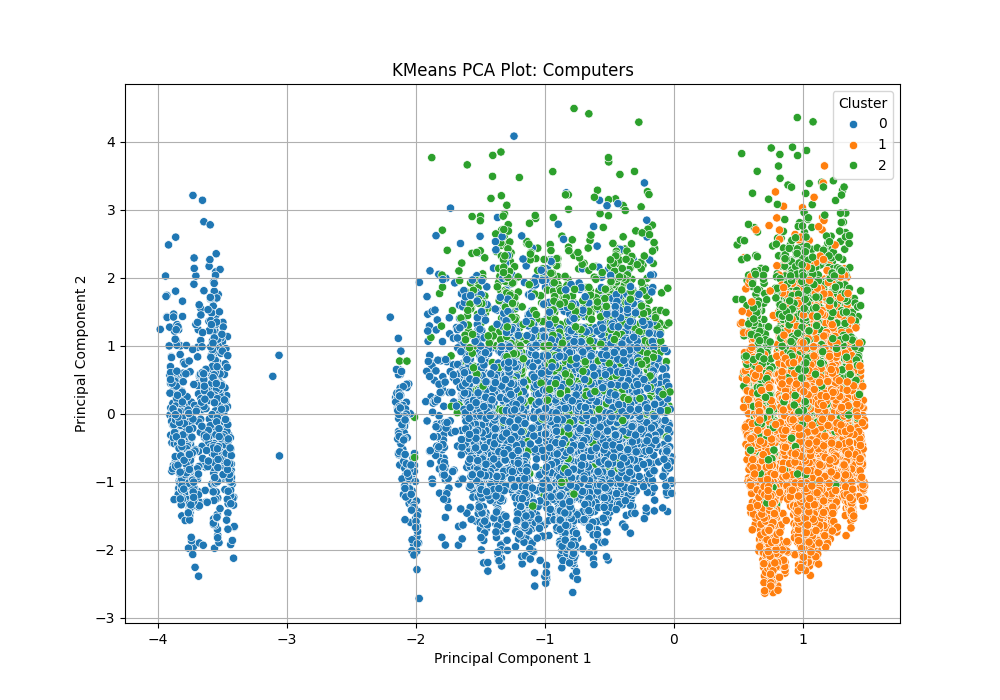 KMeans PCA Plot: Computers
Cluster
0
1
2
4
3
2
1
0
−1
−2
−3
Principal Component 2
−4 −3 −2 −1 0 1
Principal Component 1